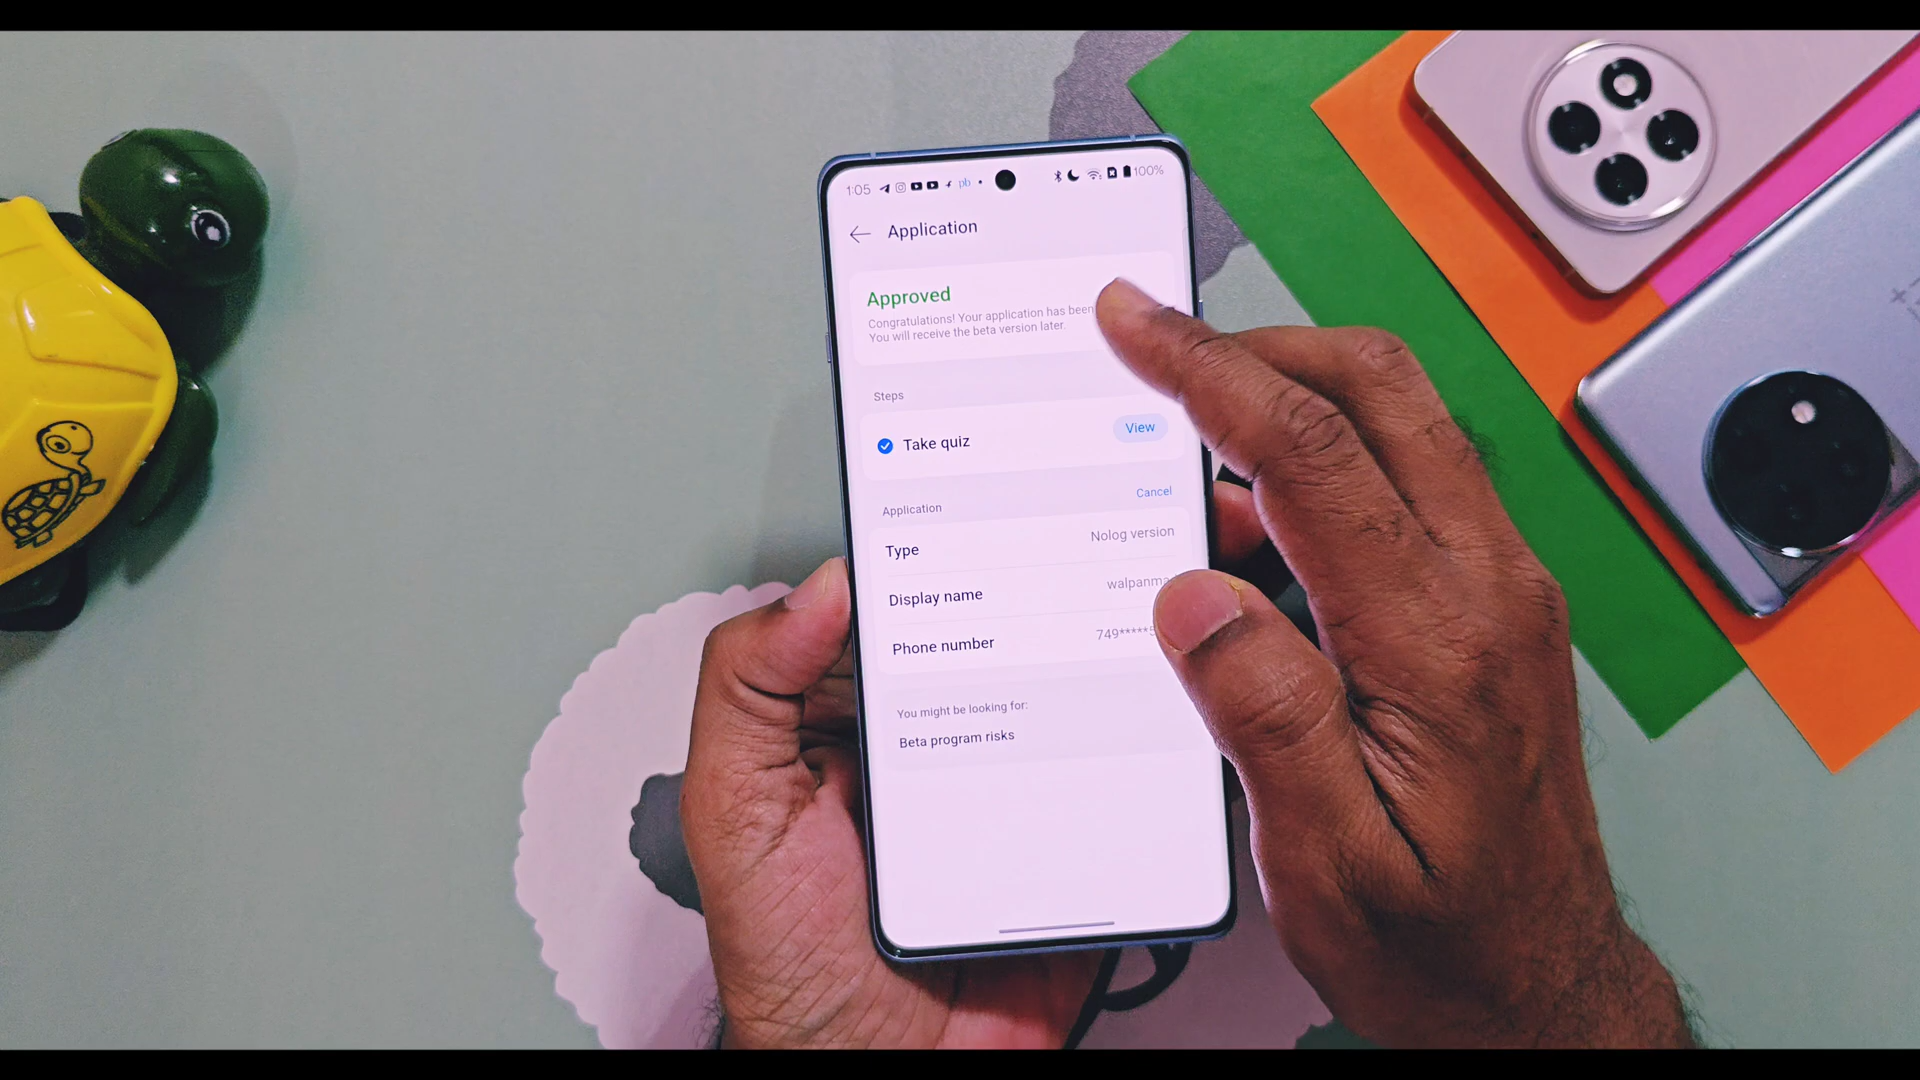 1:05 pb 100%
Application
Approved
Congratulations! Your application has been
You will receive the beta version later.
Steps
Take quiz View
Application Cancel
Type Nolog version
Display name
Phone number 749*****
You might be looking for:
Beta program risks